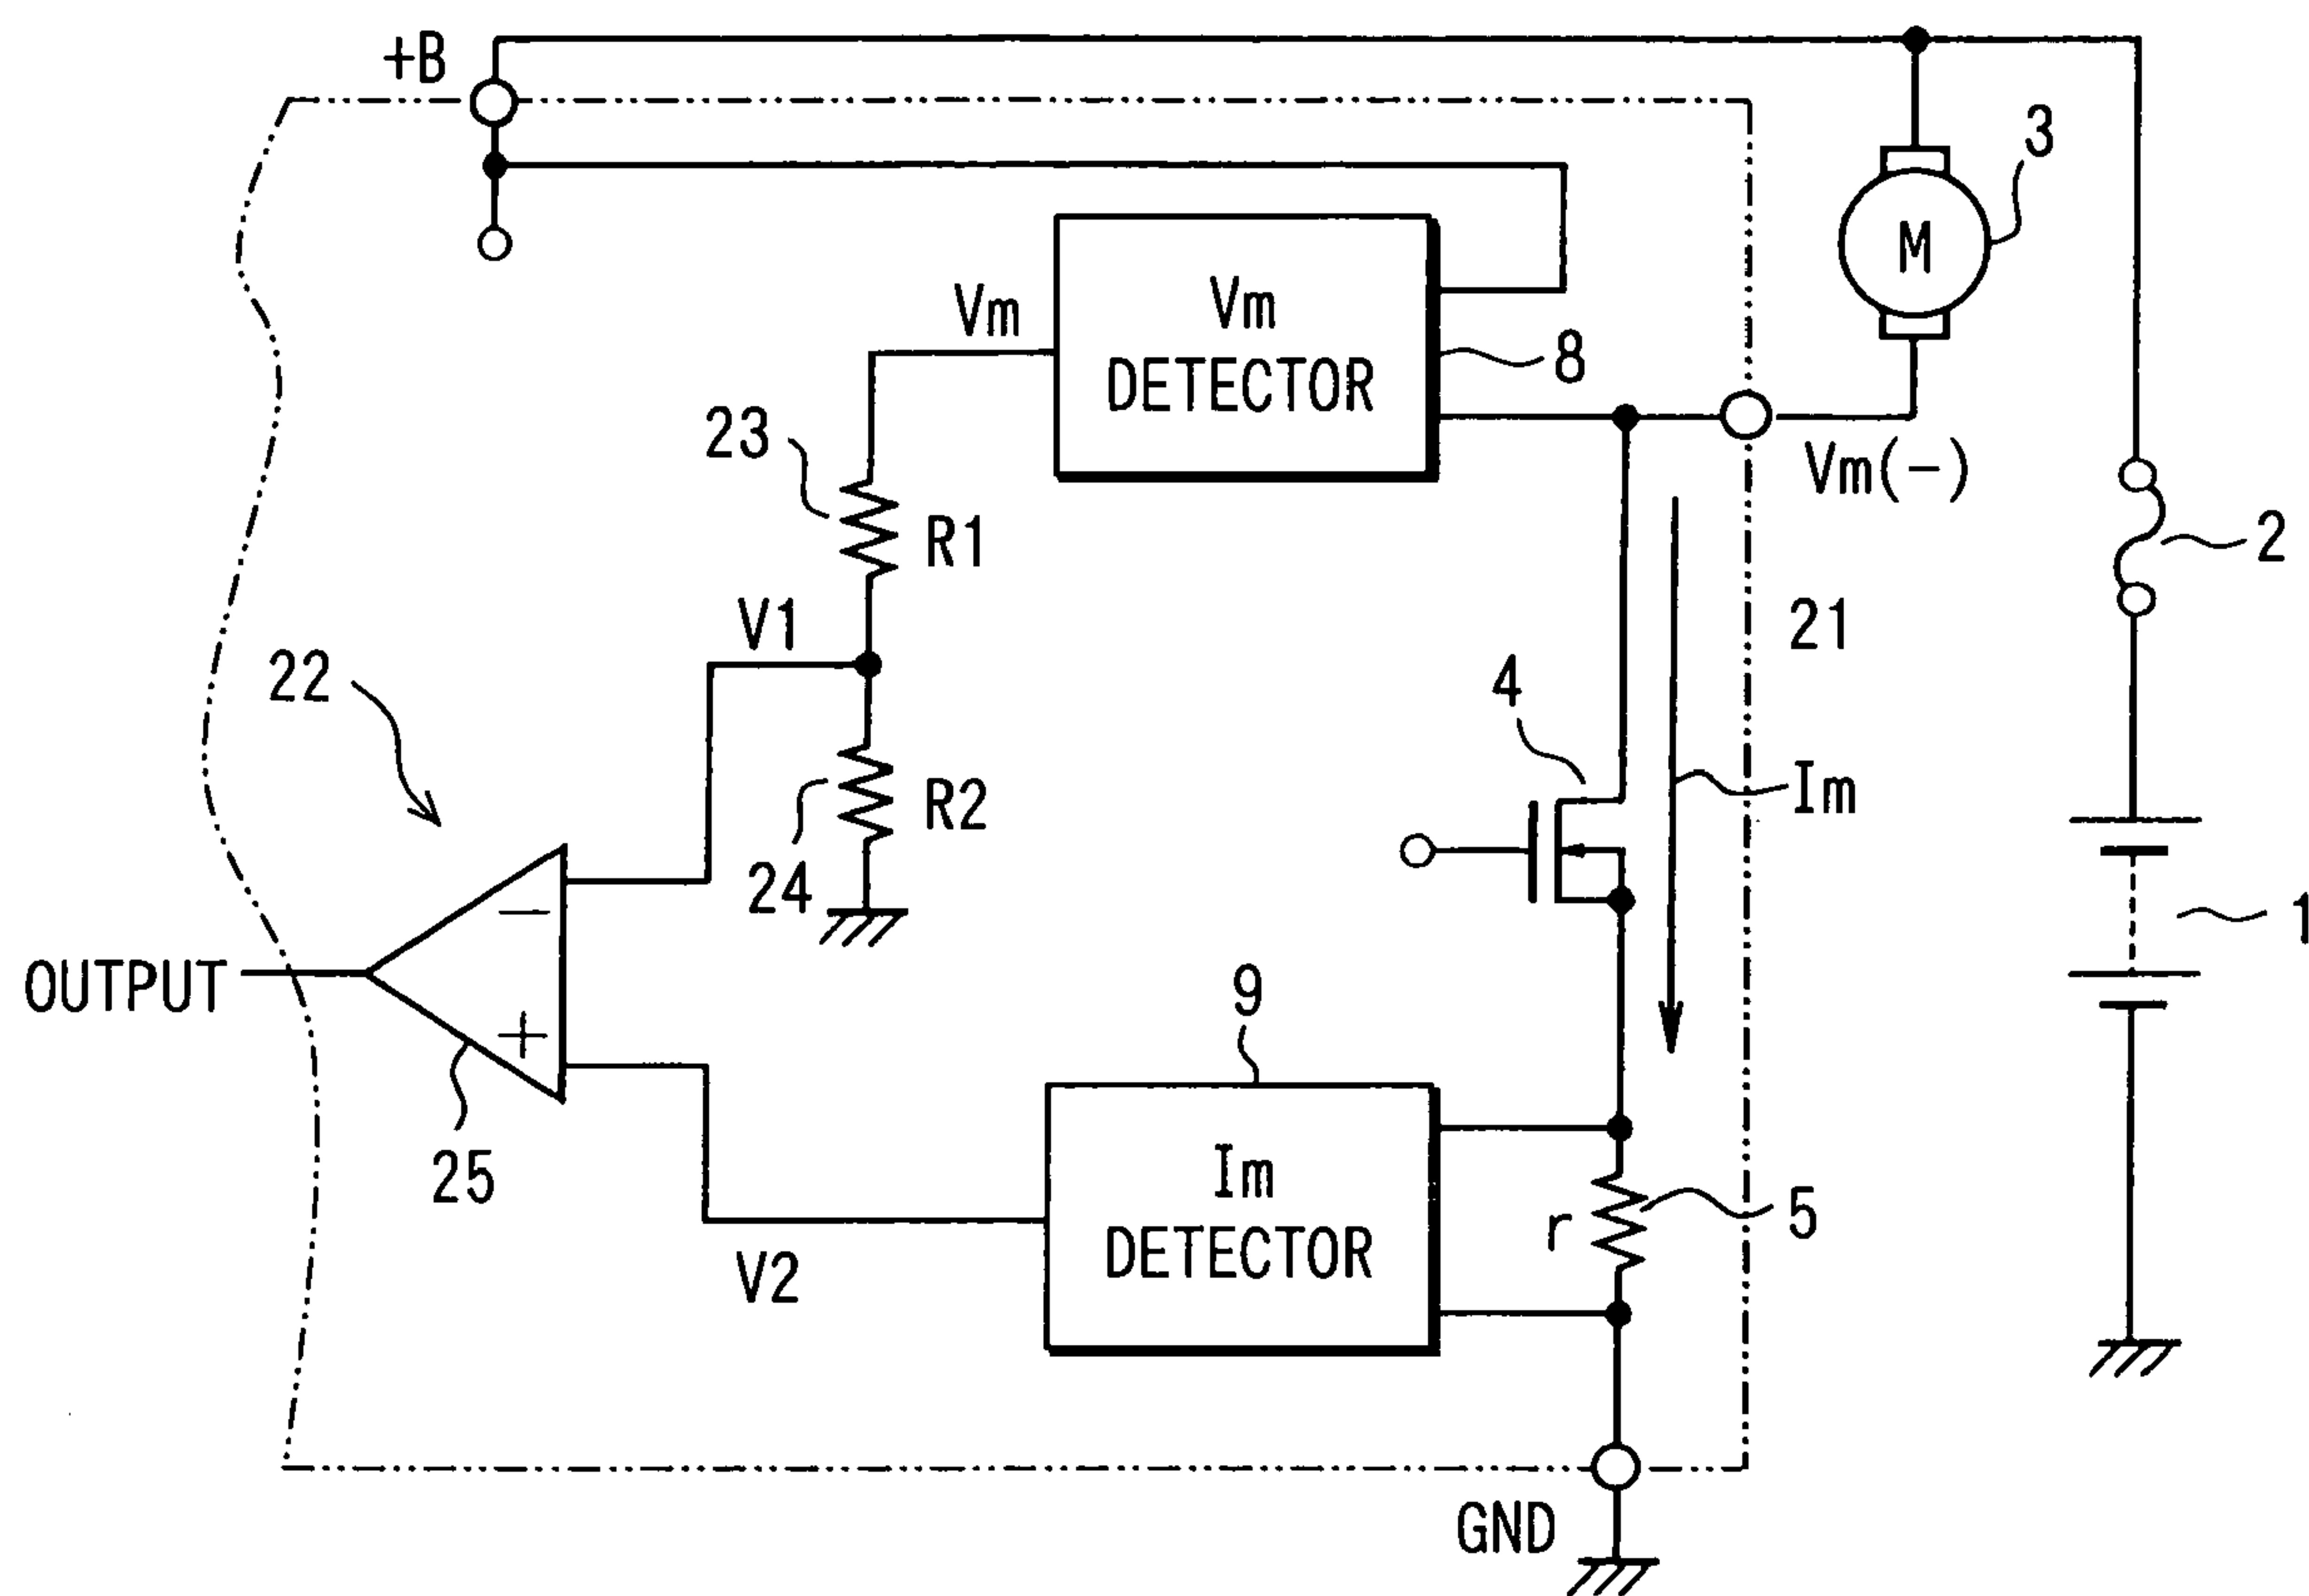 +B
3
M
Vm
Vm
DETECTOR
8
23
Vm(-)
R1
2
V1
21
22
4
R2
Im
24
−
1
OUTPUT
9
+
25
Im
DETECTOR
r
5
V2
GND